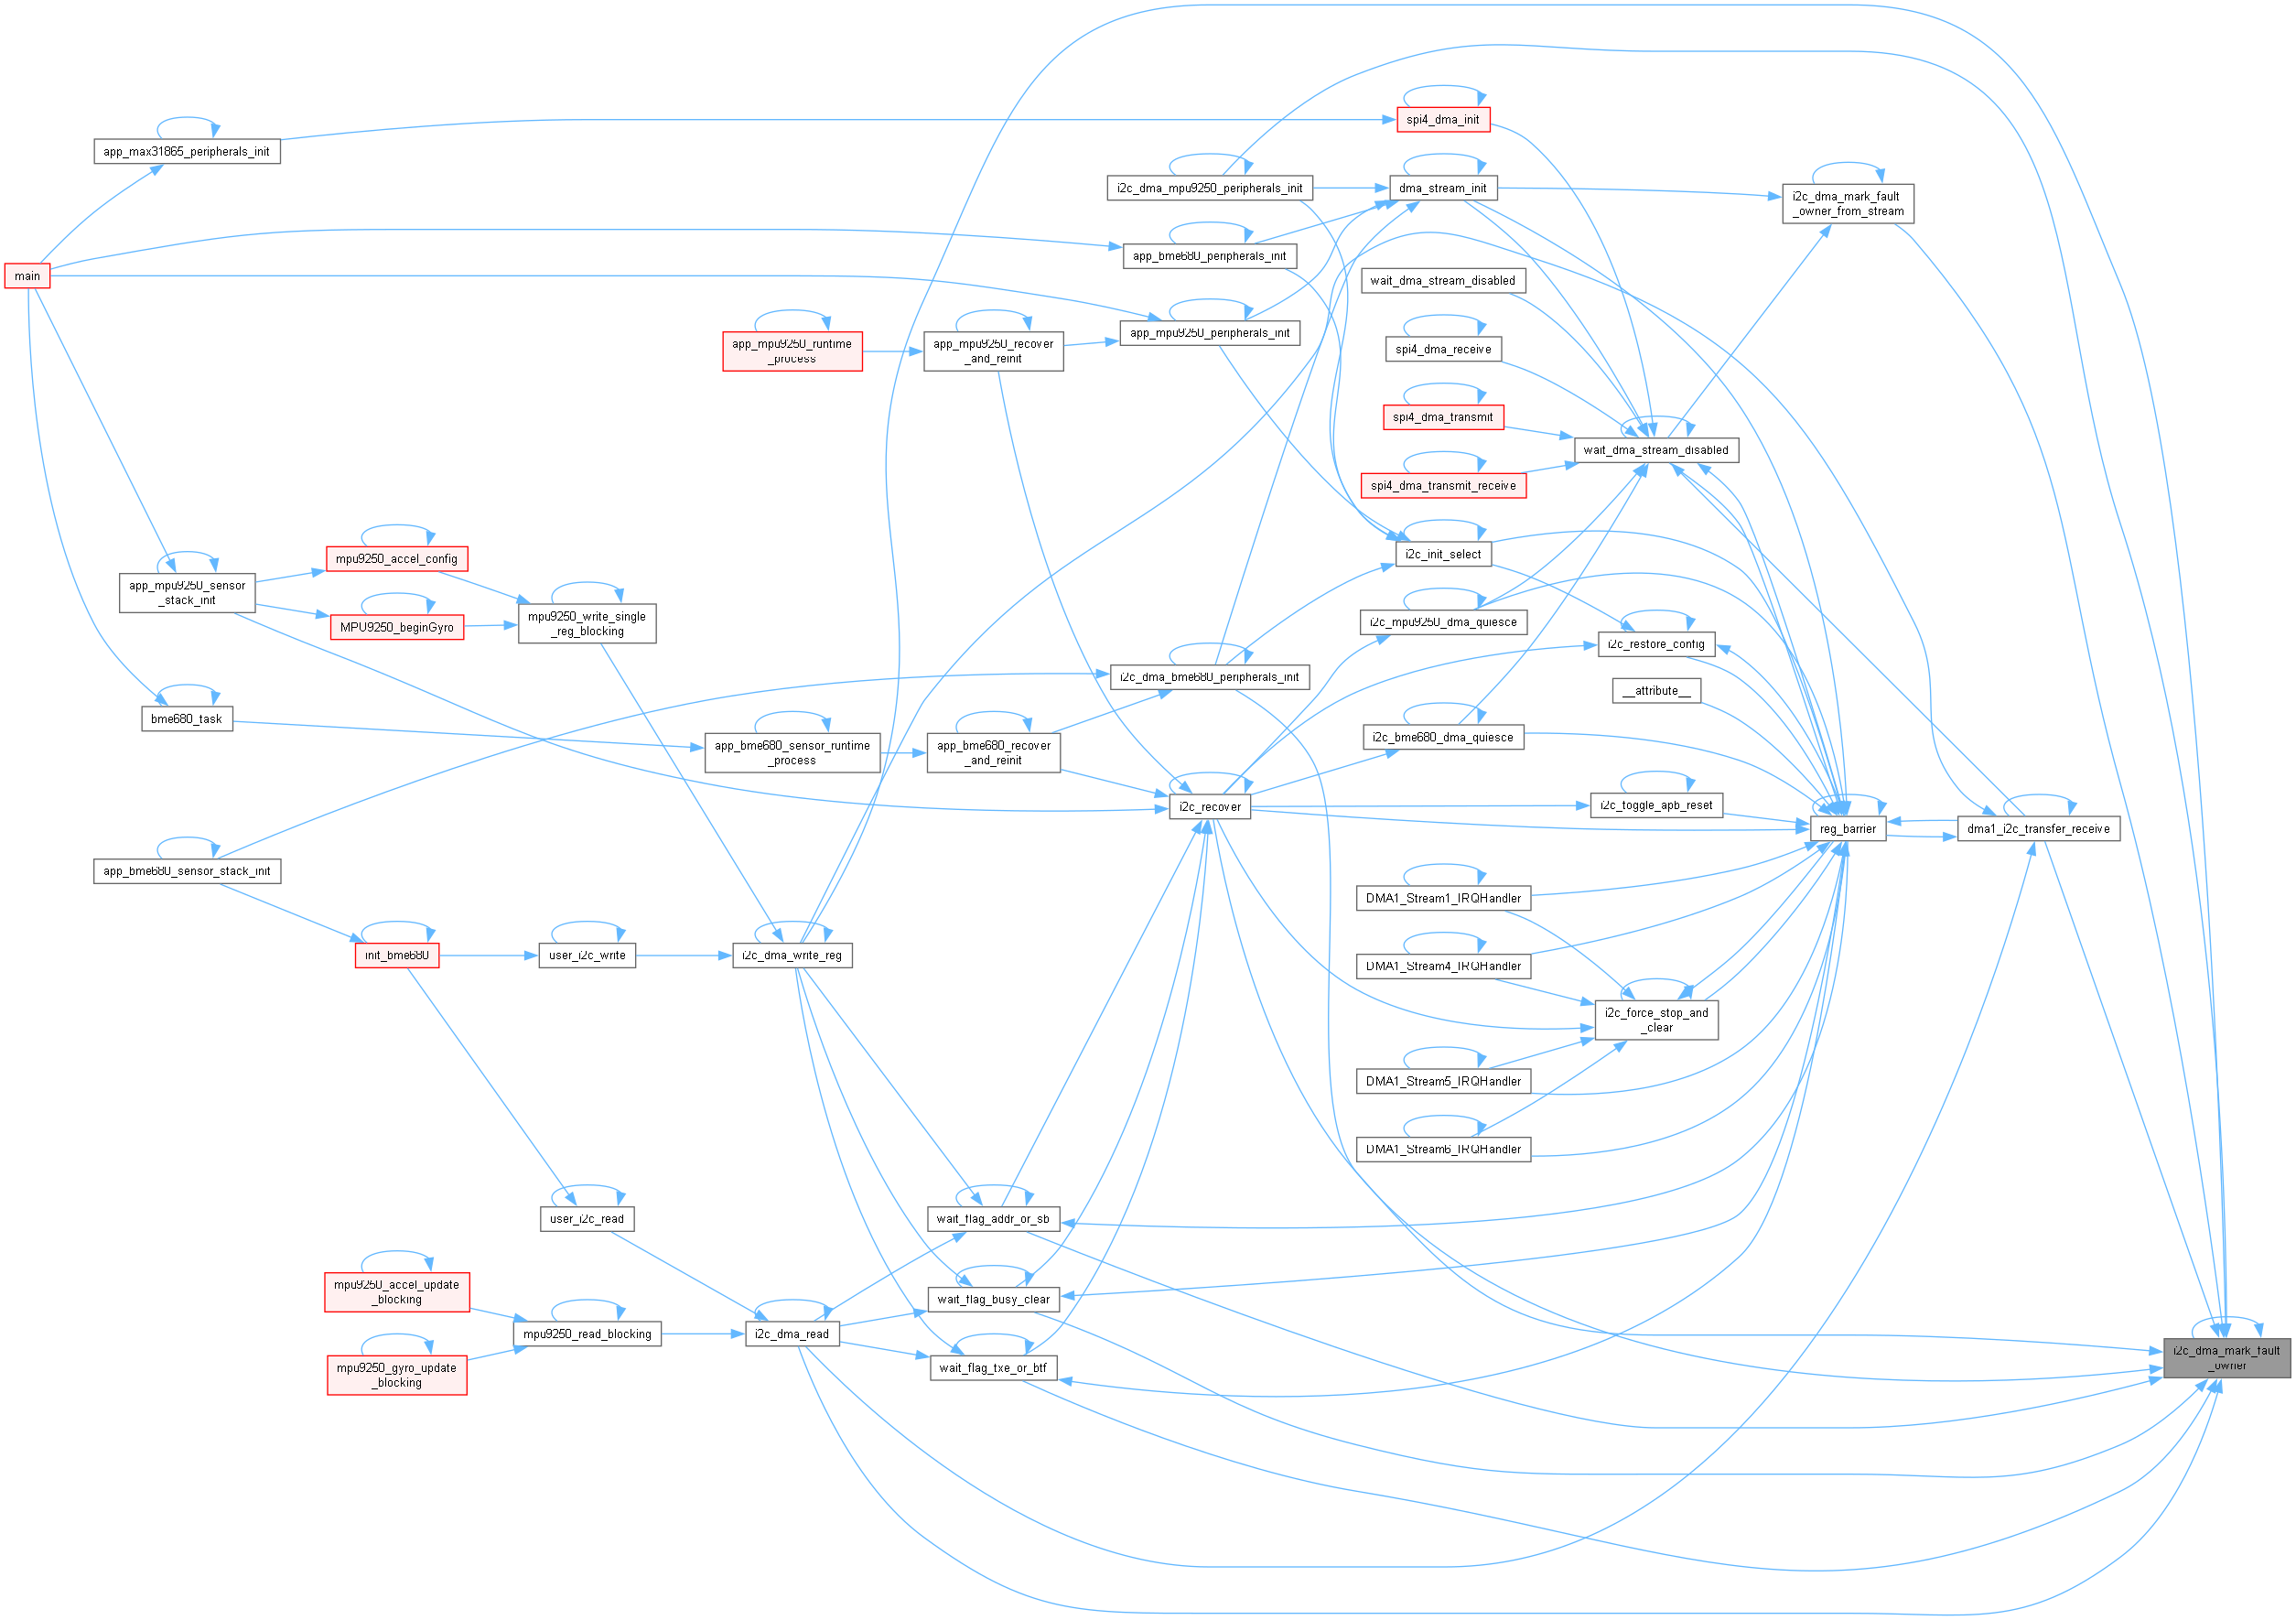 spi4_dma_init
app_max31865_peripherals_init
i2c_dma_mpu9250_peripherals_init
dma_stream_init
i2c_dma_mark_fault
_owner_from_stream
app_bme680_peripherals_init
main
wait_dma_stream_disabled
app_mpu9250_peripherals_init
app_mpu9250_runtime
_process
app_mpu9250_recover
_and_reinit
spi4_dma_receive
spi4_dma_transmit
wait_dma_stream_disabled
spi4_dma_transmit_receive
mpu9250_accel_config
i2c_init_select
app_mpu9250_sensor
_stack_init
MPU9250_beginGyro
mpu9250_write_single
_reg_blocking
i2c_mpu9250_dma_quiesce
i2c_restore_config
i2c_dma_bme680_peripherals_init
__attribute__
bme680_task
app_bme680_sensor_runtime
_process
app_bme680_recover
_and_reinit
i2c_bme680_dma_quiesce
i2c_recover
i2c_toggle_apb_reset
reg_barrier
dma1_i2c_transfer_receive
app_bme680_sensor_stack_init
DMA1_Stream1_IRQHandler
init_bme680
user_i2c_write
i2c_dma_write_reg
DMA1_Stream4_IRQHandler
i2c_force_stop_and
_clear
DMA1_Stream5_IRQHandler
DMA1_Stream6_IRQHandler
user_i2c_read
wait_flag_addr_or_sb
mpu9250_accel_update
_blocking
wait_flag_busy_clear
mpu9250_read_blocking
i2c_dma_read
mpu9250_gyro_update
_blocking
wait_flag_txe_or_btf
i2c_dma_mark_fault
_owner